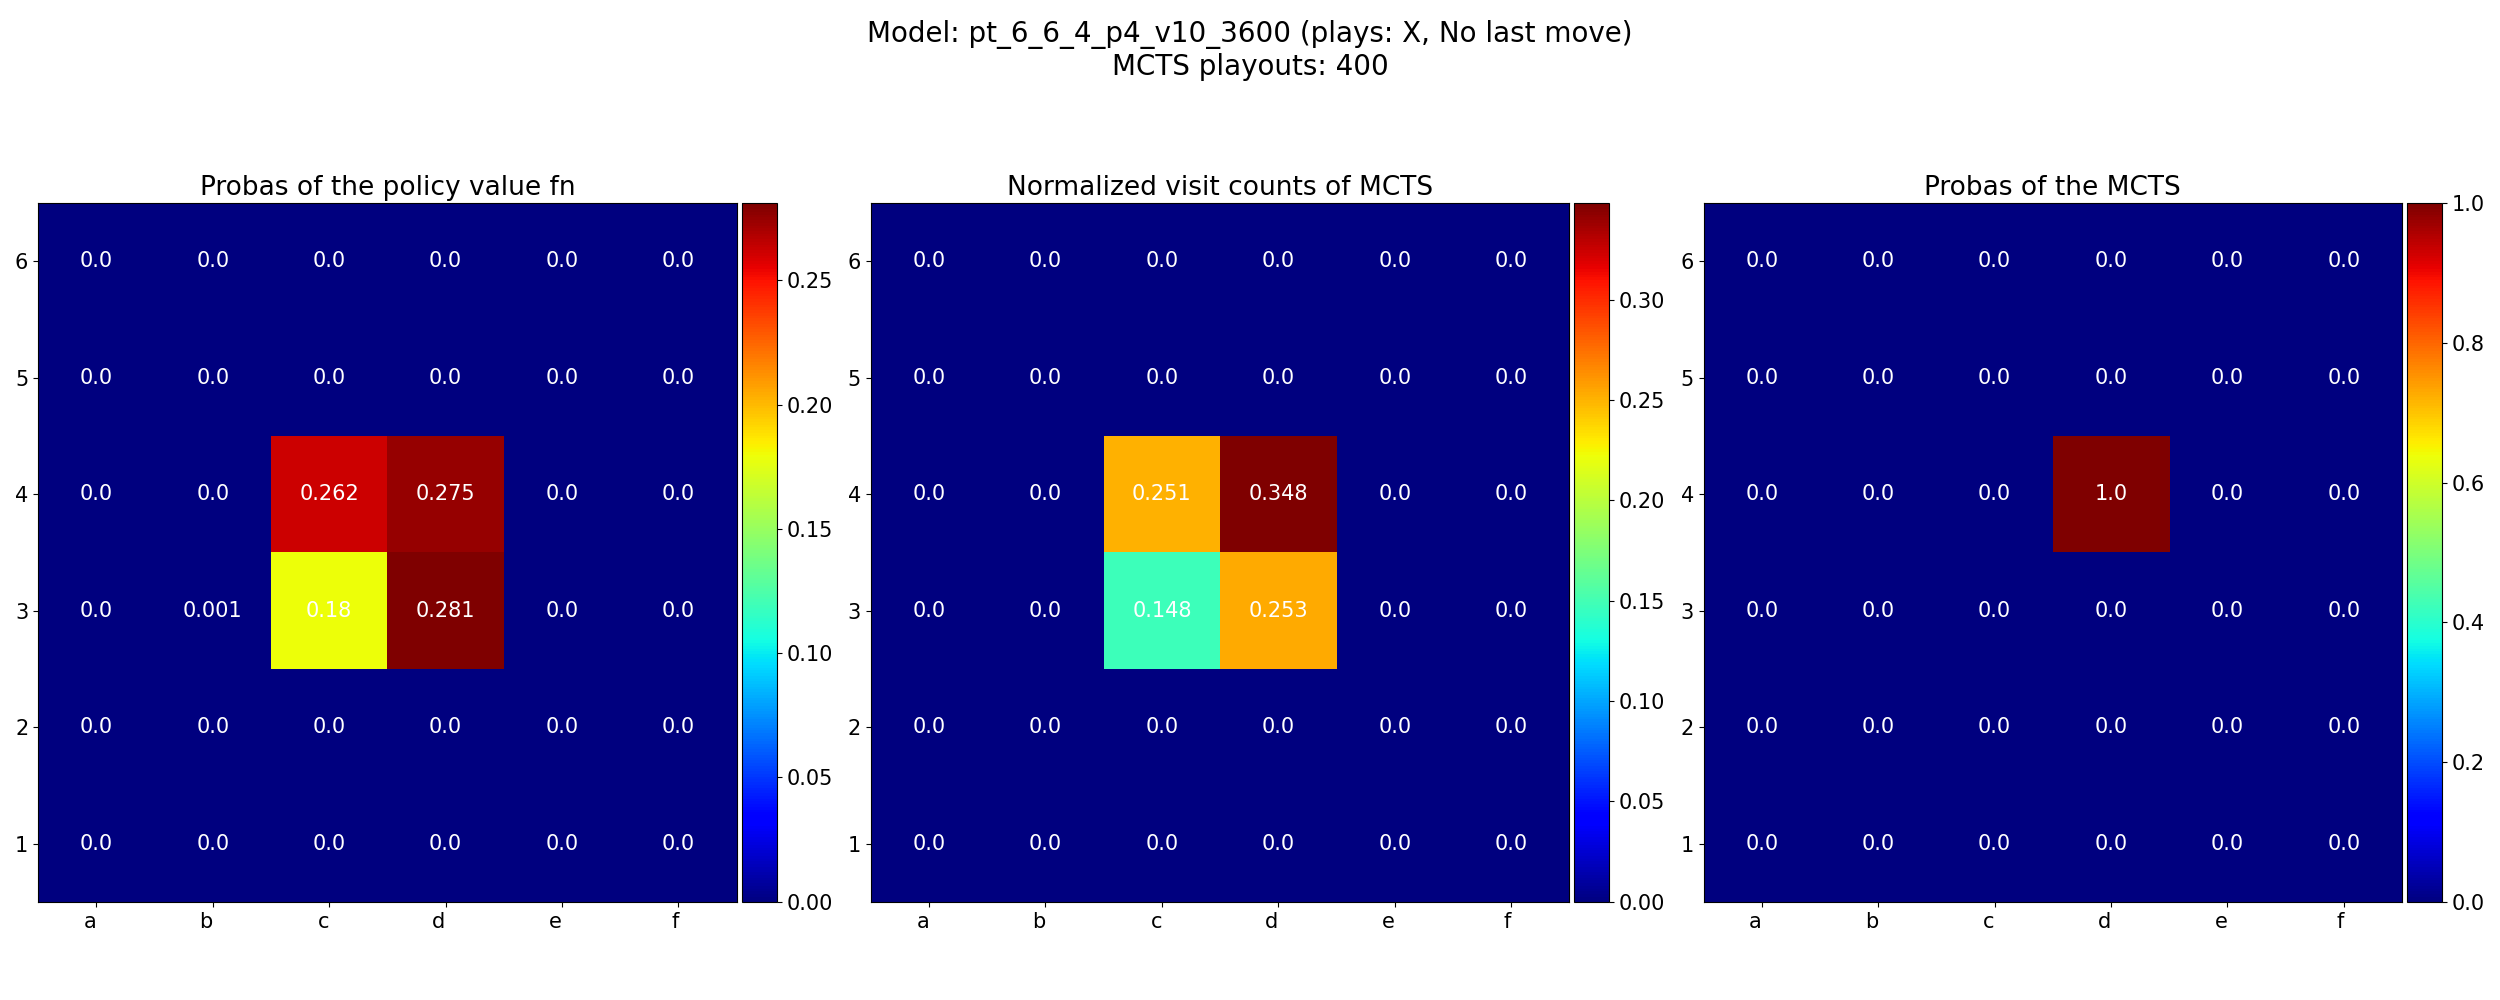 Model: pt_6_6_4_p4_v10_3600 (plays: X, No last move)
MCTS playouts: 400
Probas of the policy value fn
6 0.0 0.0 0.0 0.0 0.0 0.0
5 0.0 0.0 0.0 0.0 0.0 0.0
4 0.0 0.0 0.262 0.275 0.0 0.0
3 0.0 0.001 0.18 0.281 0.0 0.0
2 0.0 0.0 0.0 0.0 0.0 0.0
1 0.0 0.0 0.0 0.0 0.0 0.0
a b c d e f
0.25
0.20
0.15
0.10
0.05
0.00
Normalized visit counts of MCTS
6 0.0 0.0 0.0 0.0 0.0 0.0
5 0.0 0.0 0.0 0.0 0.0 0.0
4 0.0 0.0 0.251 0.348 0.0 0.0
3 0.0 0.0 0.148 0.253 0.0 0.0
2 0.0 0.0 0.0 0.0 0.0 0.0
1 0.0 0.0 0.0 0.0 0.0 0.0
a b c d e f
0.30
0.25
0.20
0.15
0.10
0.05
0.00
Probas of the MCTS
6 0.0 0.0 0.0 0.0 0.0 0.0
5 0.0 0.0 0.0 0.0 0.0 0.0
4 0.0 0.0 0.0 1.0 0.0 0.0
3 0.0 0.0 0.0 0.0 0.0 0.0
2 0.0 0.0 0.0 0.0 0.0 0.0
1 0.0 0.0 0.0 0.0 0.0 0.0
a b c d e f
1.0
0.8
0.6
0.4
0.2
0.0